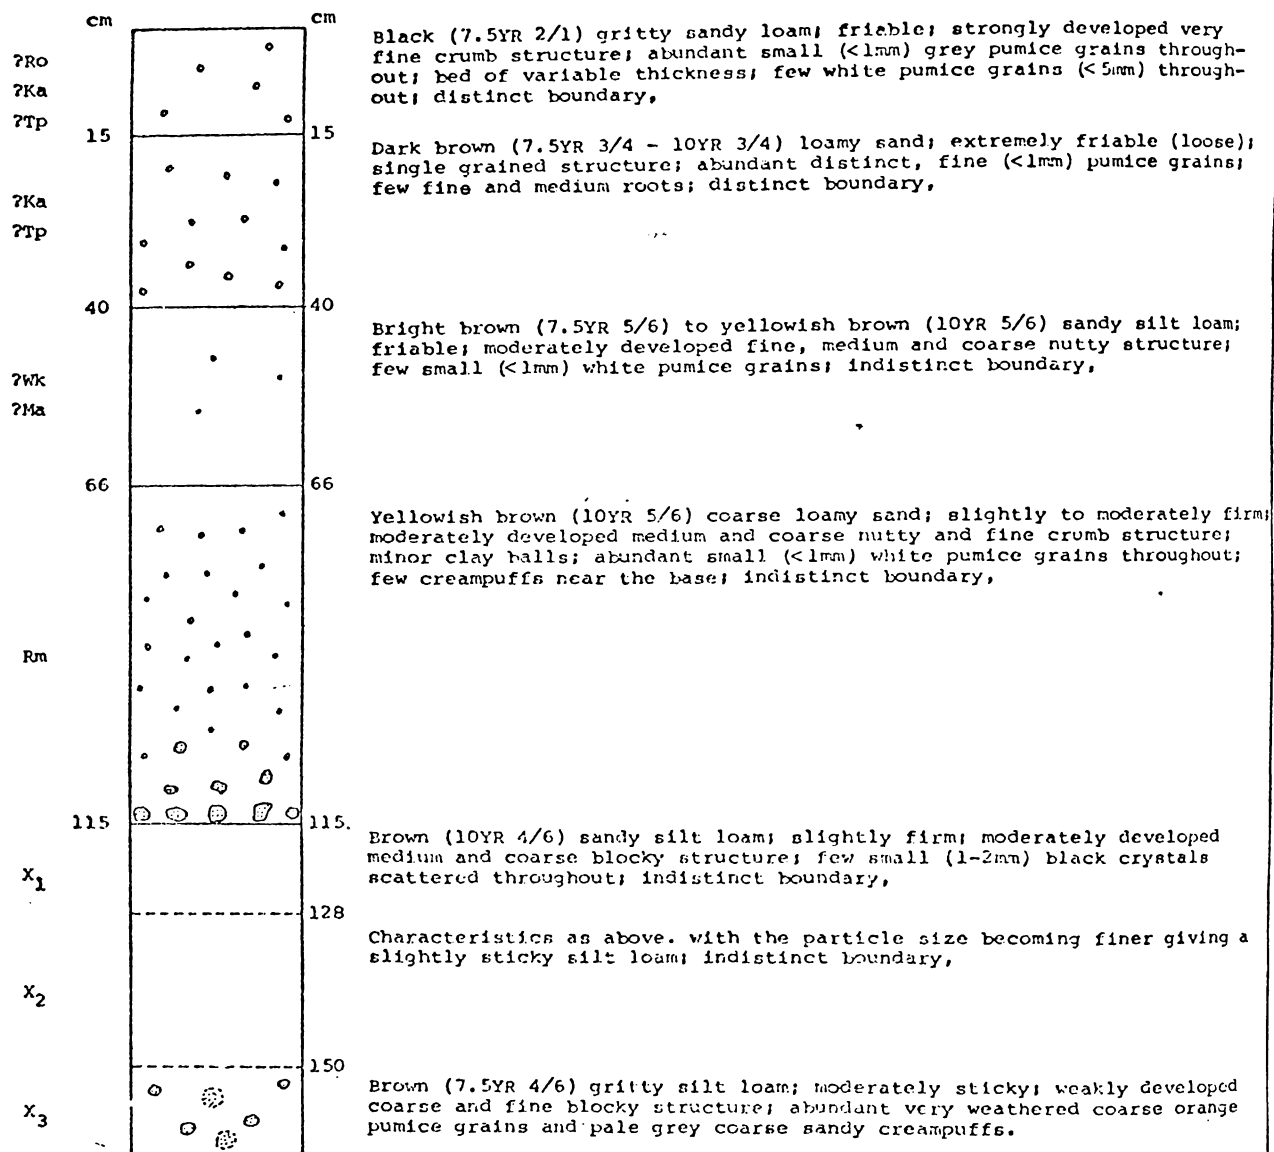 cm cm
Black (7.5YR 2/1) gritty sandy loam; friable; strongly developed very
fine crumb structure; abundant small (<1mm) grey pumice grains through-
out; bed of variable thickness; few white pumice grains (<5mm) through-
out; distinct boundary,
?Ro
?Ka
?Tp
15 15
Dark brown (7.5YR 3/4 - 10YR 3/4) loamy sand; extremely friable (loose);
single grained structure; abundant distinct, fine (<1mm) pumice grains;
few fine and medium roots; distinct boundary,
?Ka
?Tp
40 40
Bright brown (7.5YR 5/6) to yellowish brown (10YR 5/6) sandy silt loam;
friable; moderately developed fine, medium and coarse nutty structure;
few small (<1mm) white pumice grains; indistinct boundary,
?Wk
?Ma
66 66
Yellowish brown (10YR 5/6) coarse loamy sand; slightly to moderately firm;
moderately developed medium and coarse nutty and fine crumb structure;
minor clay balls; abundant small (<1mm) white pumice grains throughout;
few creampuffs near the base; indistinct boundary,
Rm
115 115.
Brown (10YR 4/6) sandy silt loam; slightly firm; moderately developed
medium and coarse blocky structure; few small (1-2mm) black crystals
scattered throughout; indistinct boundary,
X1
128
Characteristics as above. with the particle size becoming finer giving a
slightly sticky silt loam; indistinct boundary,
X2
150
Brown (7.5YR 4/6) gritty silt loam; moderately sticky; weakly developed
coarse and fine blocky structure; abundant very weathered coarse orange
pumice grains and pale grey coarse sandy creampuffs.
X3